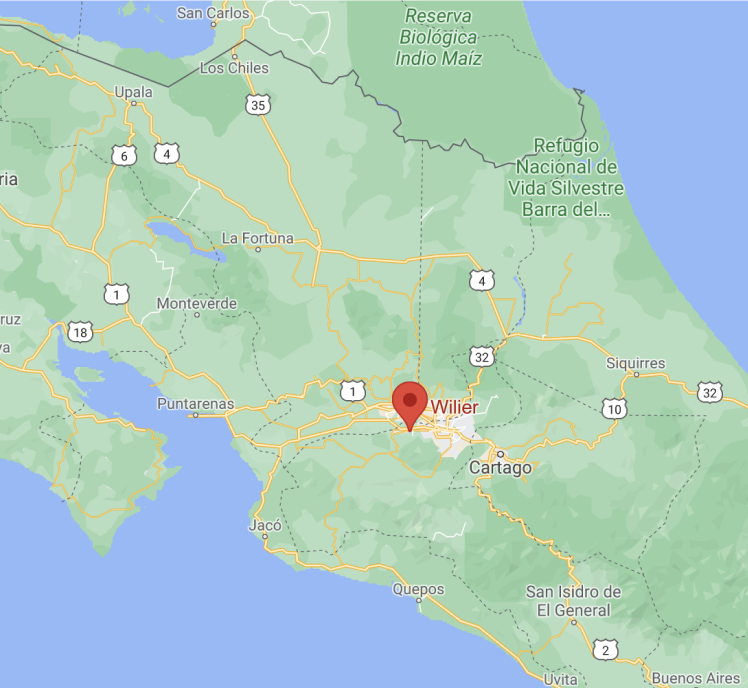 San Carlos
Reserva
Biológica
Indio Maíz
Los Chiles
Upala
35
6
4
Refugio
Nacional de
Vida Silvestre
Barra del...
ria
La Fortuna
4
1
Monteverde
ruz
18
va
32
Siquirres
1
32
Puntarenas
Wilier
10
Cartago
Jacó
Quepos
San Isidro de
El General
2
Uvita
Buenos Aires